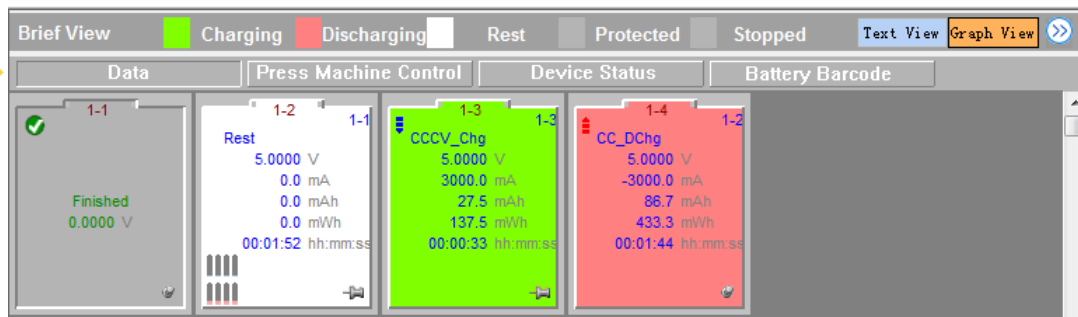 Brief View Charging Discharging Rest Protected Stopped Text View Graph View
Data Press Machine Control Device Status Battery Barcode
1-1
Finished
0.0000 V
1-2
1-1
Rest
5.0000 V
0.0 mA
0.0 mAh
0.0 mWh
00:01:52 hh:mm:ss
1-3
1-3
CCCV_Chg
5.0000 V
3000.0 mA
27.5 mAh
137.5 mWh
00:00:33 hh:mm:ss
1-4
1-2
CC_DChg
5.0000 V
-3000.0 mA
86.7 mAh
433.3 mWh
00:01:44 hh:mm:ss